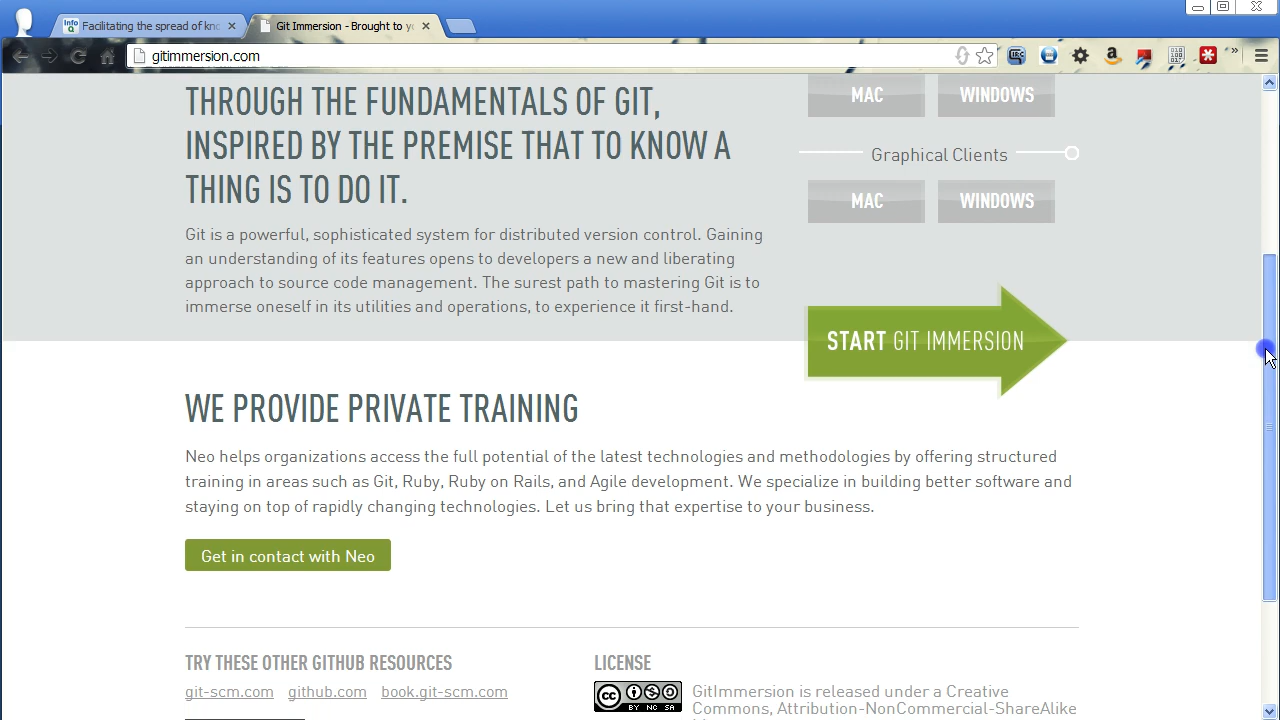 Facilitating the spread of kno
Git Immersion - Brought to yo
gitimmersion.com
THROUGH THE FUNDAMENTALS OF GIT,
INSPIRED BY THE PREMISE THAT TO KNOW A
THING IS TO DO IT.
Git is a powerful, sophisticated system for distributed version control. Gaining
an understanding of its features opens to developers a new and liberating
approach to source code management. The surest path to mastering Git is to
immerse oneself in its utilities and operations, to experience it first-hand.
MAC WINDOWS
Graphical Clients
MAC WINDOWS
START GIT IMMERSION
WE PROVIDE PRIVATE TRAINING
Neo helps organizations access the full potential of the latest technologies and methodologies by offering structured
training in areas such as Git, Ruby, Ruby on Rails, and Agile development. We specialize in building better software and
staying on top of rapidly changing technologies. Let us bring that expertise to your business.
Get in contact with Neo
TRY THESE OTHER GITHUB RESOURCES
git-scm.com github.com book.git-scm.com
LICENSE
BY NC SA
GitImmersion is released under a Creative
Commons, Attribution-NonCommercial-ShareAlike